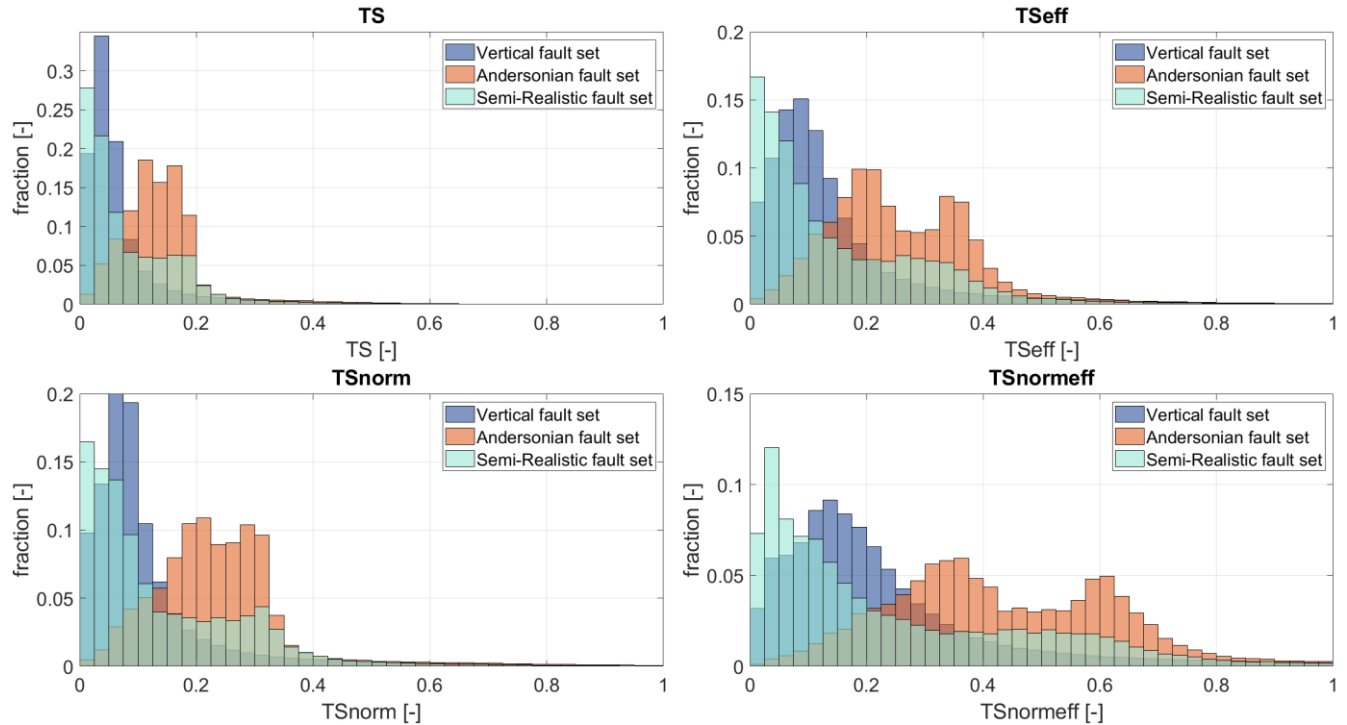 TS
Vertical fault set
Andersonian fault set
Semi-Realistic fault set
fraction [-]
0.3
0.25
0.2
0.15
0.1
0.05
0
0 0.2 0.4 0.6 0.8 1
TS [-]
TSeff
Vertical fault set
Andersonian fault set
Semi-Realistic fault set
fraction [-]
0.2
0.15
0.1
0.05
0
0 0.2 0.4 0.6 0.8 1
TSeff [-]
TSnorm
Vertical fault set
Andersonian fault set
Semi-Realistic fault set
fraction [-]
0.2
0.15
0.1
0.05
0
0 0.2 0.4 0.6 0.8 1
TSnorm [-]
TSnormeff
Vertical fault set
Andersonian fault set
Semi-Realistic fault set
fraction [-]
0.15
0.1
0.05
0
0 0.2 0.4 0.6 0.8 1
TSnormeff [-]